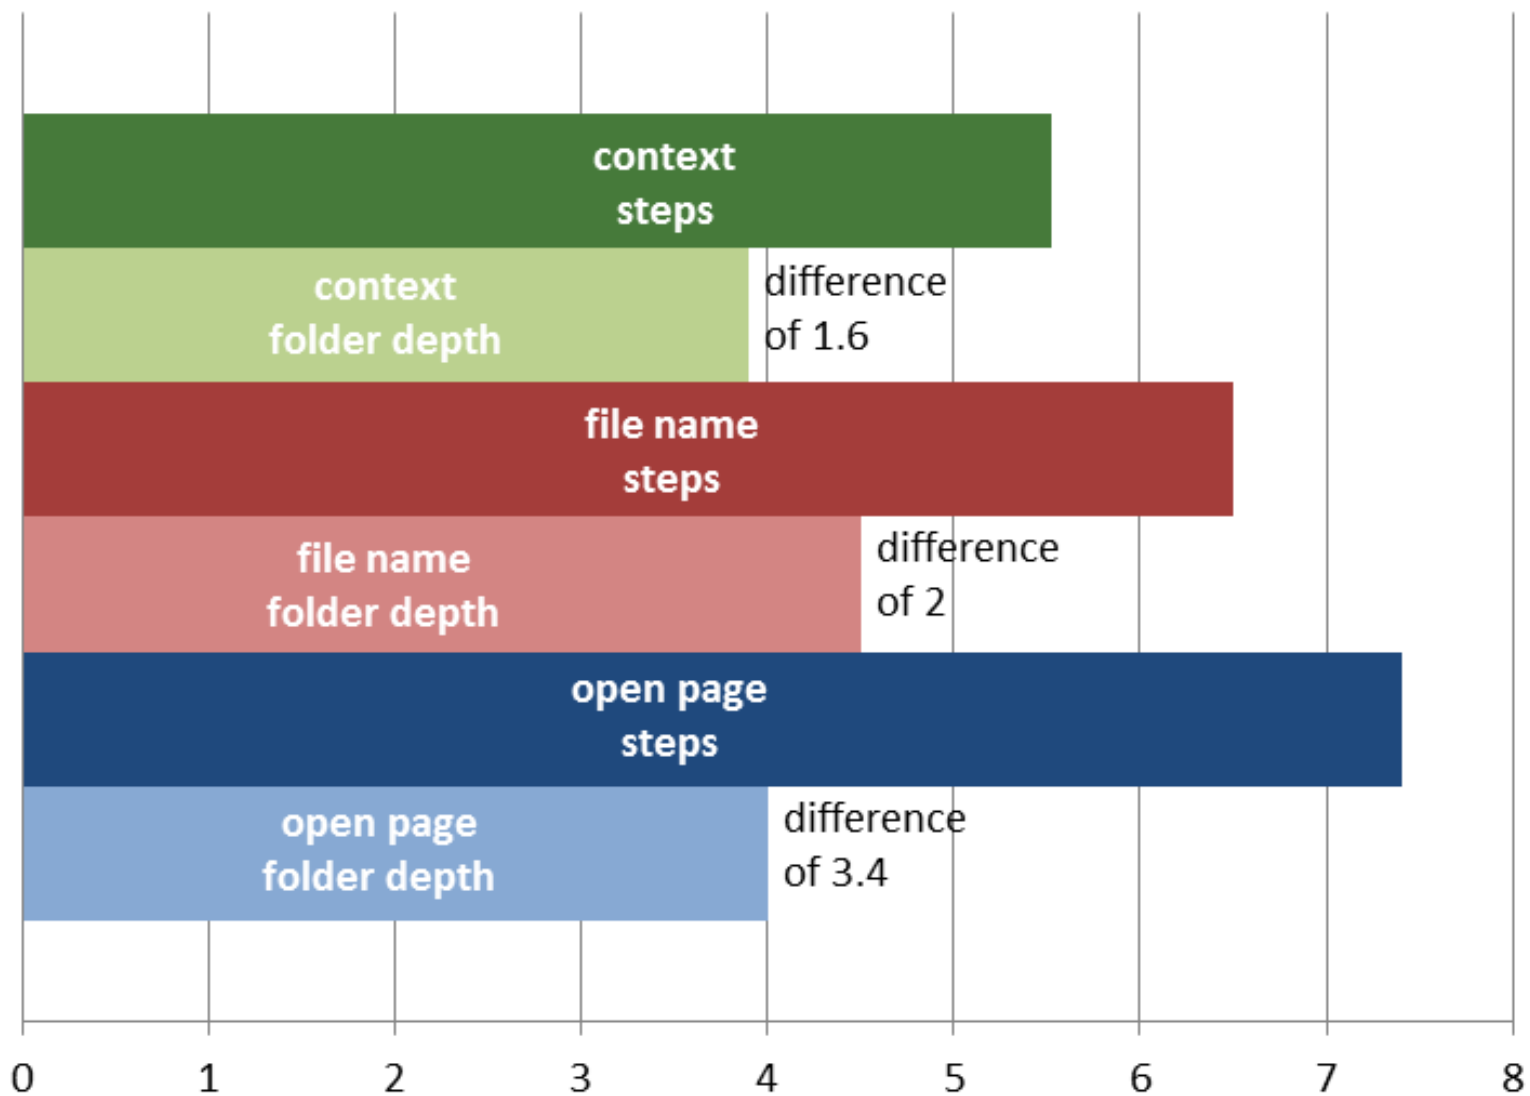 context
steps
context
folder depth
difference
of 1.6
file name
steps
file name
folder depth
difference
of 2
open page
steps
open page
folder depth
difference
of 3.4
0 1 2 3 4 5 6 7 8